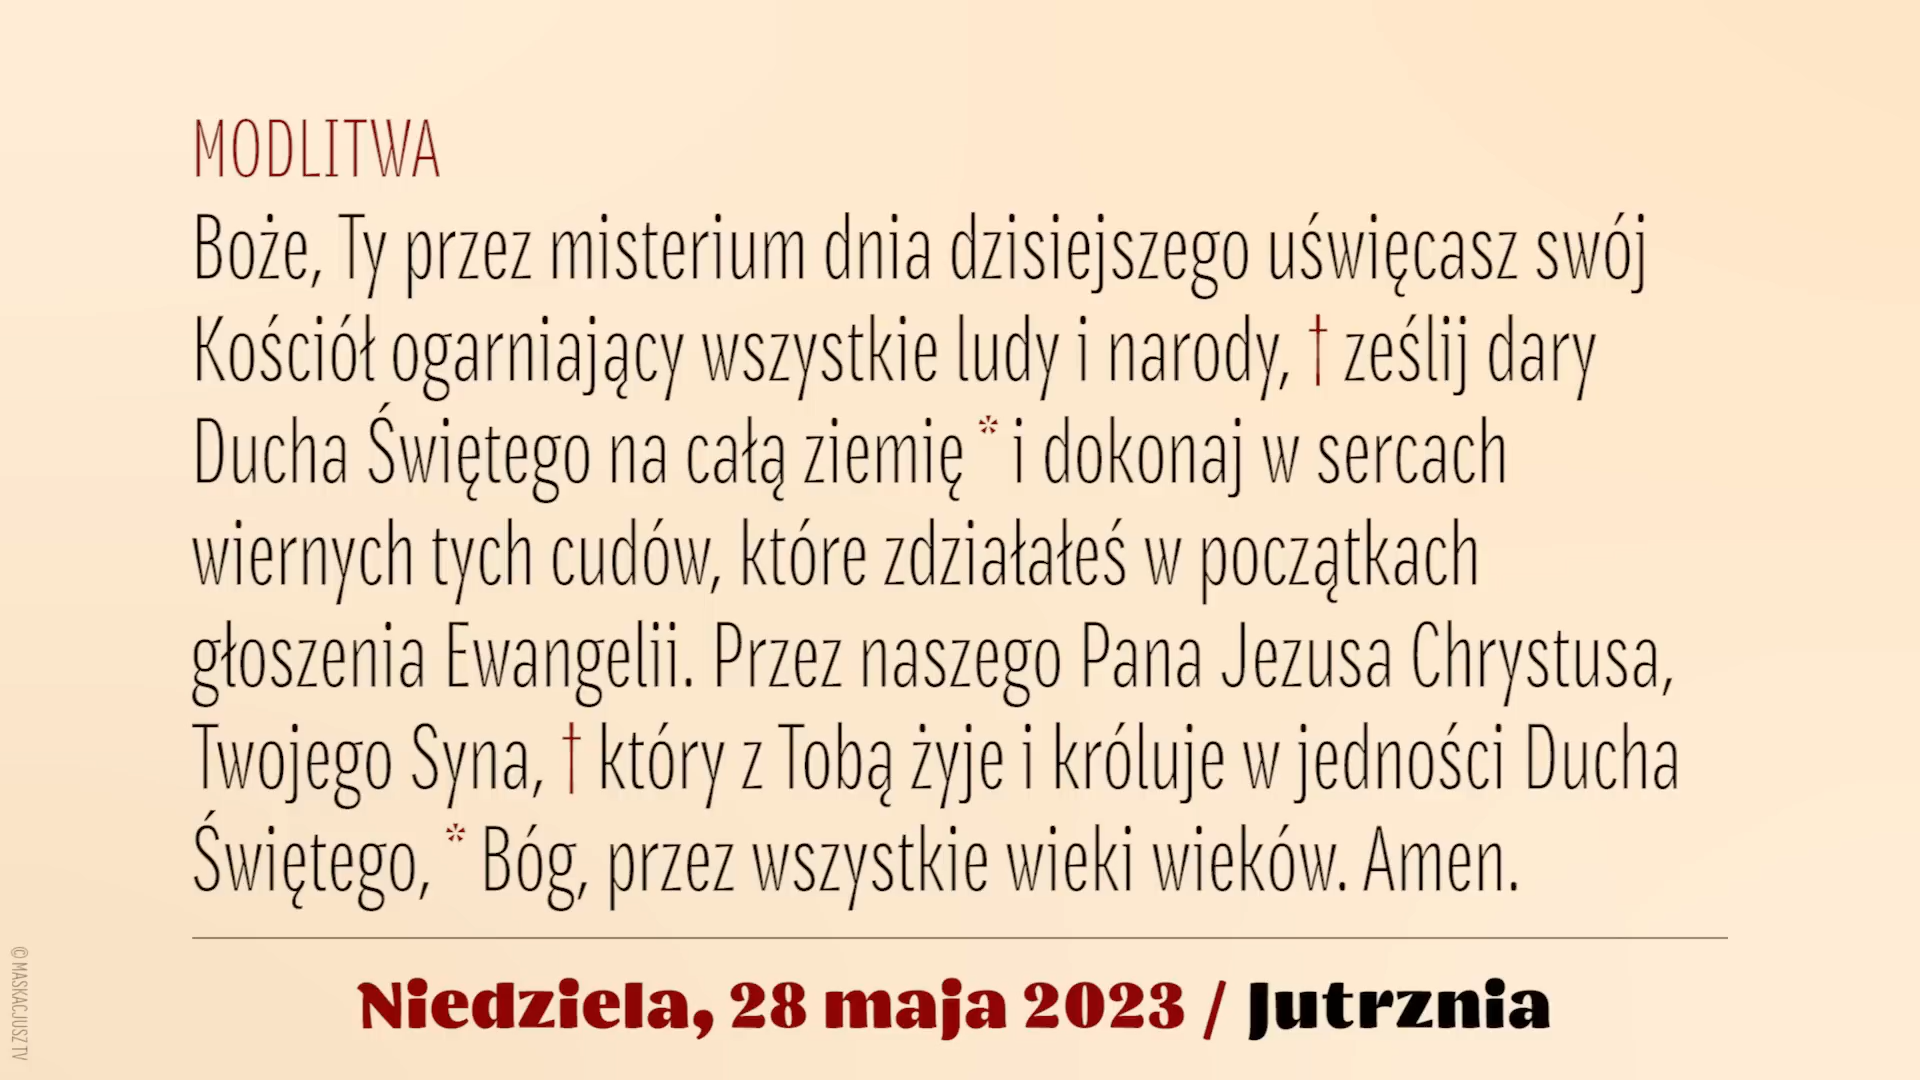 MODLITWA
Boże, Ty przez misterium dnia dzisiejszego uświęcasz swój
Kościół ogarniający wszystkie ludy i narody, † ześlij dary
Ducha Świętego na całą ziemię * i dokonaj w sercach
wiernych tych cudów, które zdziałałeś w początkach
głoszenia Ewangelii. Przez naszego Pana Jezusa Chrystusa,
Twojego Syna, † który z Tobą żyje i króluje w jedności Ducha
Świętego, * Bóg, przez wszystkie wieki wieków. Amen.
Niedziela, 28 maja 2023 / Jutrznia
© MASKACJUSZ TV